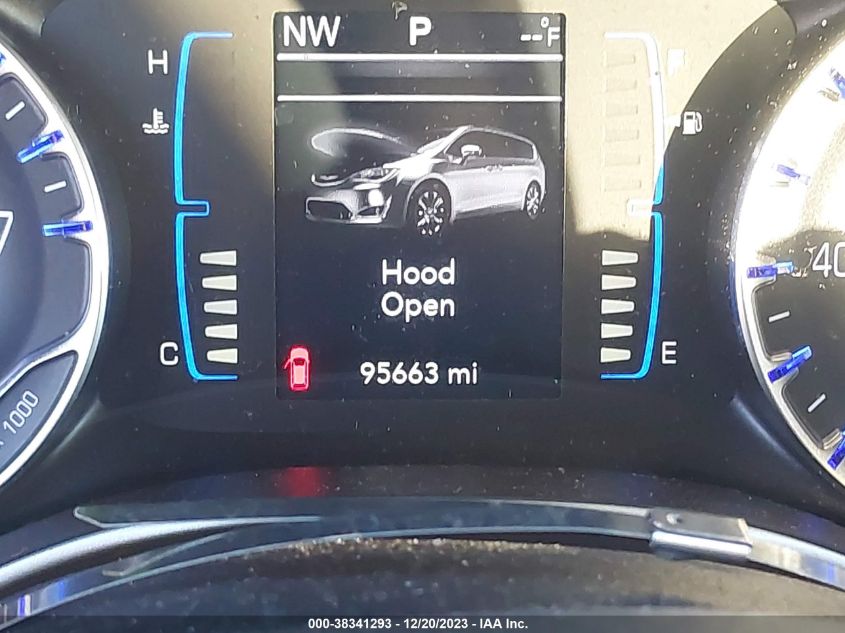 NW P --°F
H F
Hood
Open
C E
95663 mi
40
x 1000
000-38341293 - 12/20/2023 - IAA Inc.